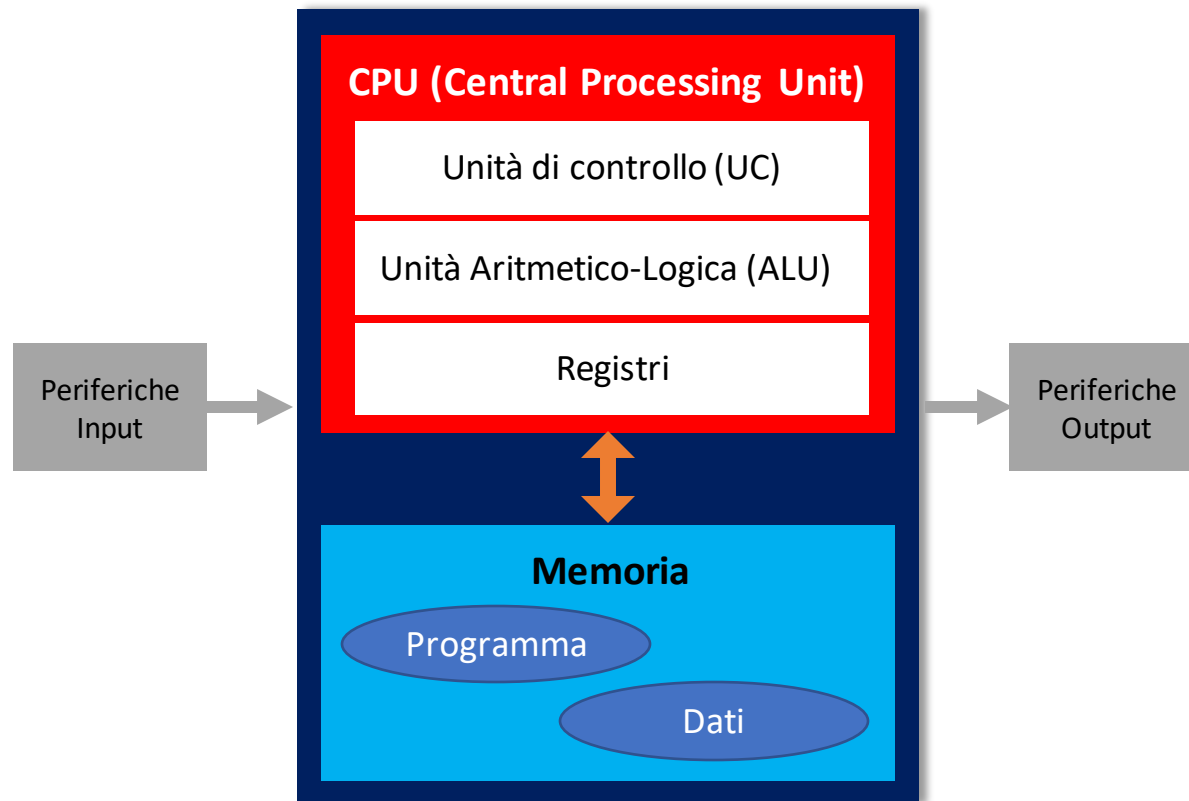 CPU (Central Processing Unit)
Unità di controllo (UC)
Unità Aritmetico-Logica (ALU)
Registri
Periferiche
Input
Periferiche
Output
Memoria
Programma
Dati